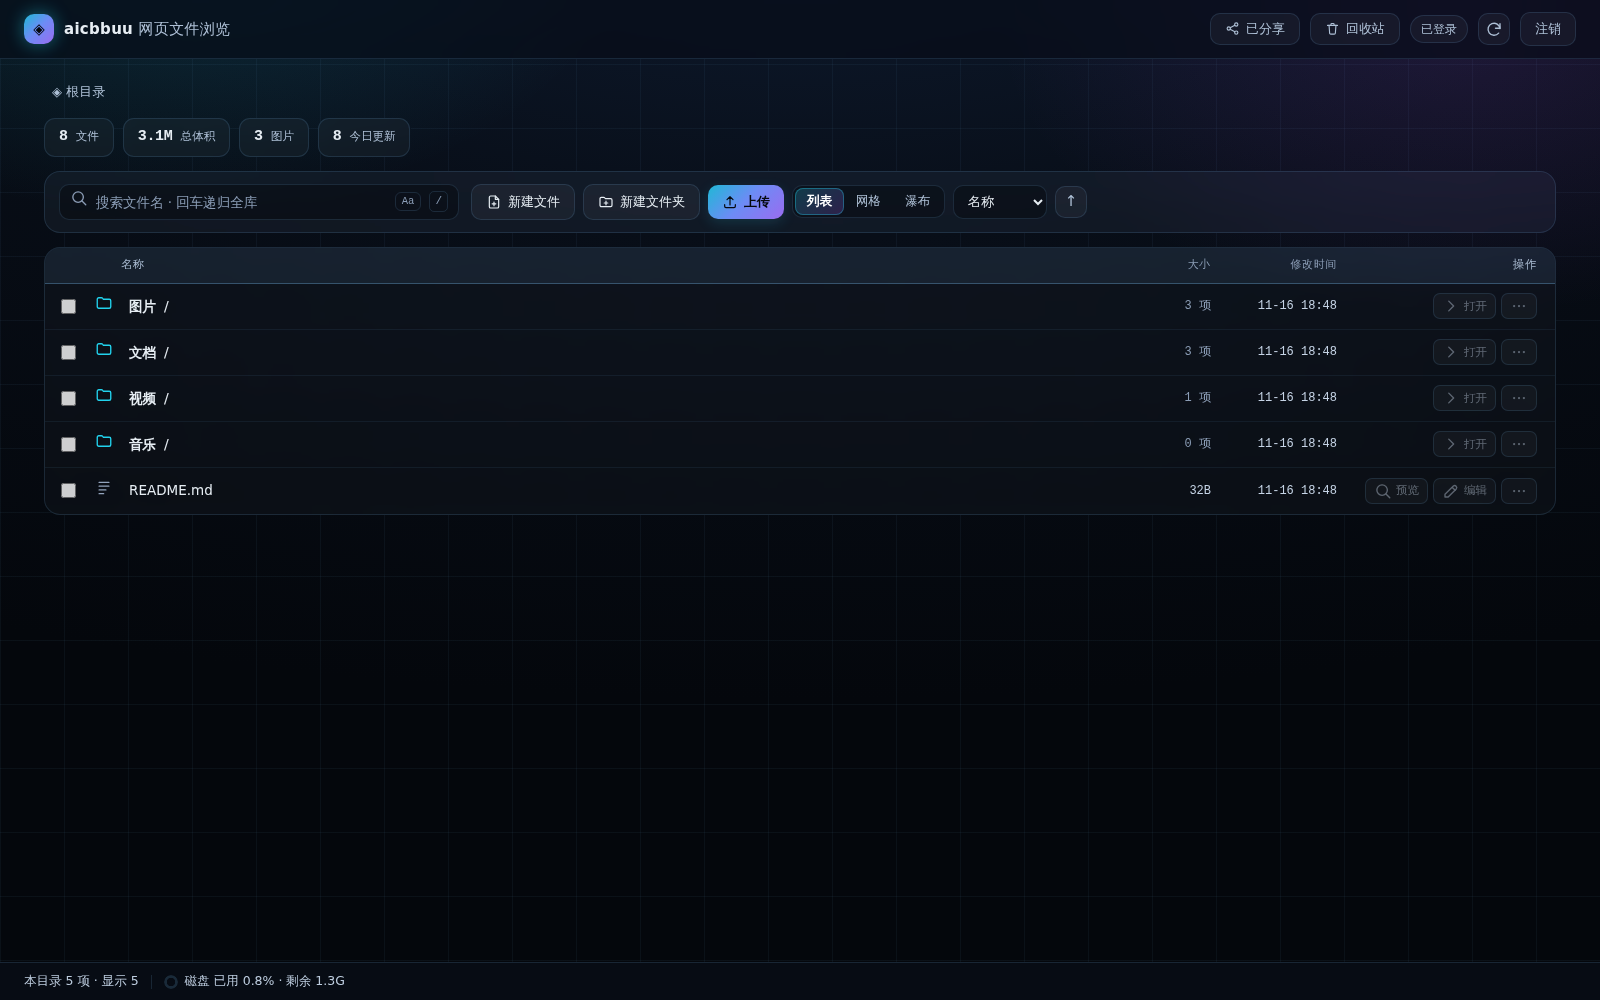 aicbbuu 网页文件浏览 已分享 回收站 已登录 注销
◈ 根目录
8 文件 3.1M 总体积 3 图片 8 今日更新
搜索文件名 · 回车递归全库 Aa / 新建文件 新建文件夹 上传 列表 网格 瀑布 名称 ↑
名称 大小 修改时间 操作
图片 / 3 项 11-16 18:48 打开 ···
文档 / 3 项 11-16 18:48 打开 ···
视频 / 1 项 11-16 18:48 打开 ···
音乐 / 0 项 11-16 18:48 打开 ···
README.md 32B 11-16 18:48 预览 编辑 ···
本目录 5 项 · 显示 5 磁盘 已用 0.8% · 剩余 1.3G